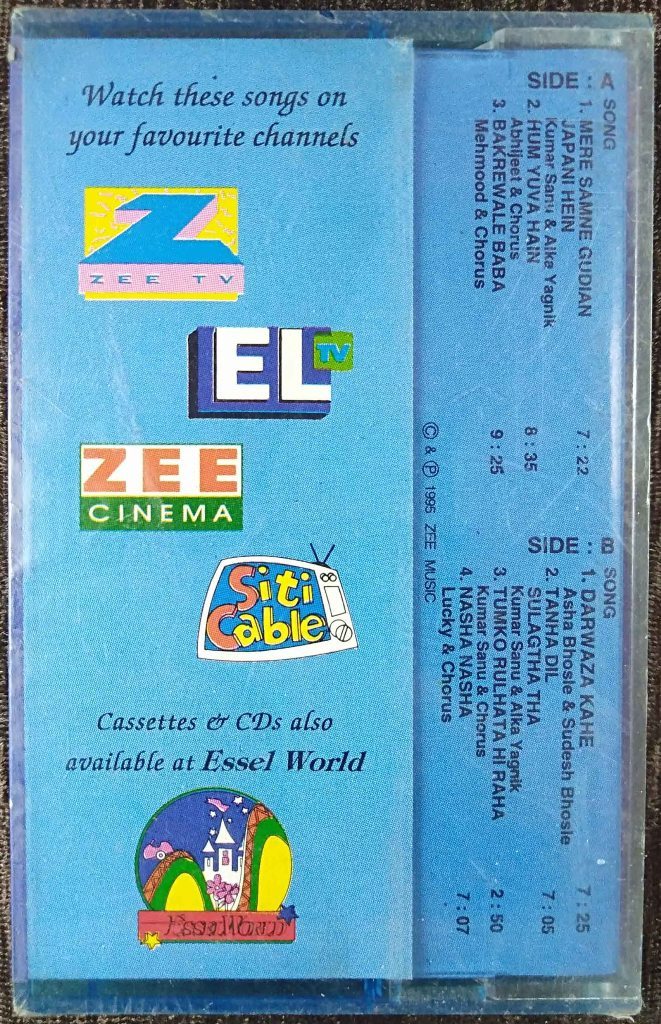 Watch these songs on
your favourite channels
Z
ZEE TV
EL TV
ZEE
CINEMA
Siti
Cable
Cassettes & CDs also
available at Essel World
Essel World
SIDE : A
SONG
1. MERE SAMNE GUDIAN
JAPANI HEIN 7 : 22
Kumar Sanu & Alka Yagnik
2. HUM YUVA HAIN 8 : 35
Abhijeet & Chorus
3. BAKREWALE BABA 9 : 25
Mehmood & Chorus
SIDE : B
SONG
1. DARWAZA KAHE 7 : 25
Asha Bhosle & Sudesh Bhosle
2. TANHA DIL 7 : 05
SULAGTHA THA
Kumar Sanu & Alka Yagnik
3. TUMKO RULHATA HI RAHA 2 : 50
Kumar Sanu & Chorus
4. NASHA NASHA 7 : 07
Lucky & Chorus
© & ℗ 1995 ZEE MUSIC